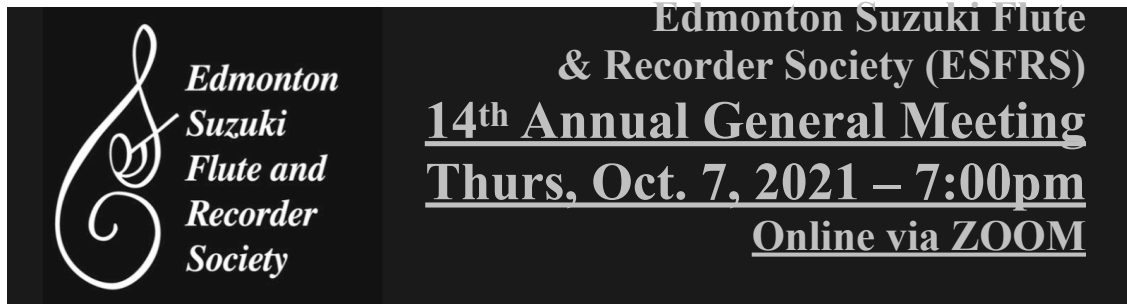 Edmonton
Suzuki
Flute and
Recorder
Society
Edmonton Suzuki Flute
& Recorder Society (ESFRS)
14th Annual General Meeting
Thurs, Oct. 7, 2021 – 7:00pm
Online via ZOOM